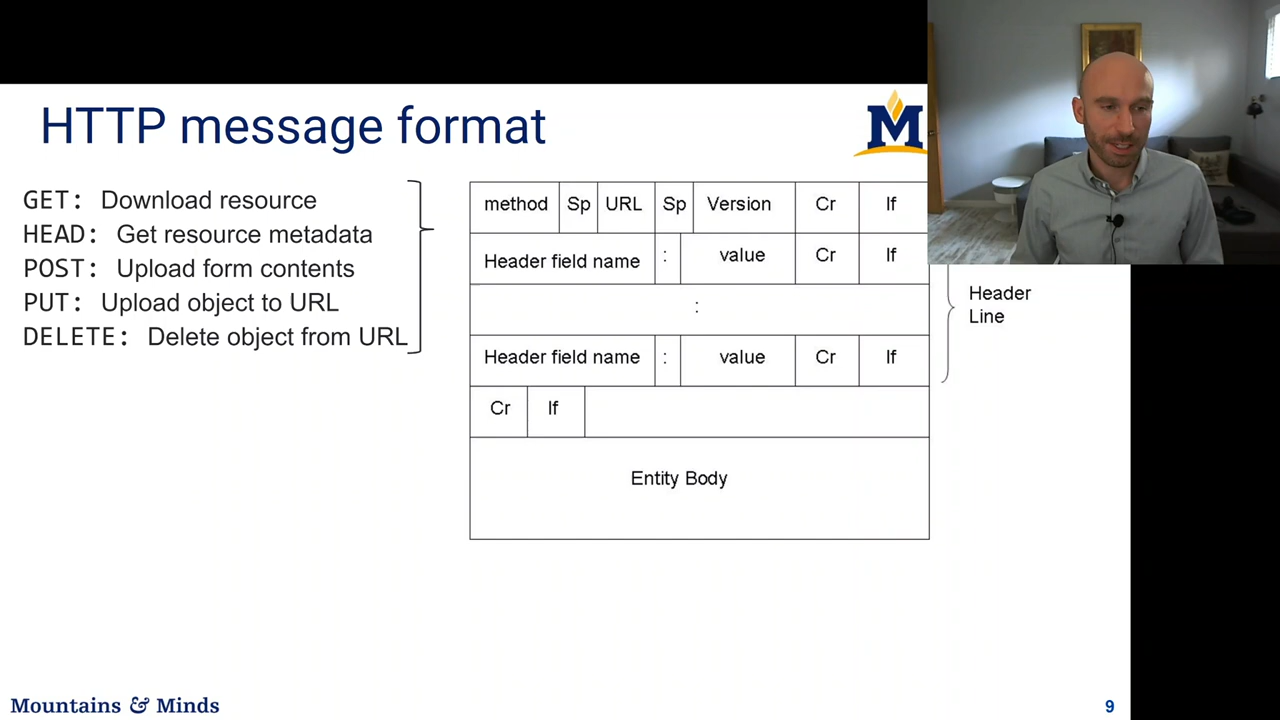 HTTP message format
M
GET: Download resource
HEAD: Get resource metadata
POST: Upload form contents
PUT: Upload object to URL
DELETE: Delete object from URL
method Sp URL Sp Version Cr lf
Header field name : value Cr lf
:
Header field name : value Cr lf
Cr lf
Entity Body
Header
Line
Mountains & Minds
9